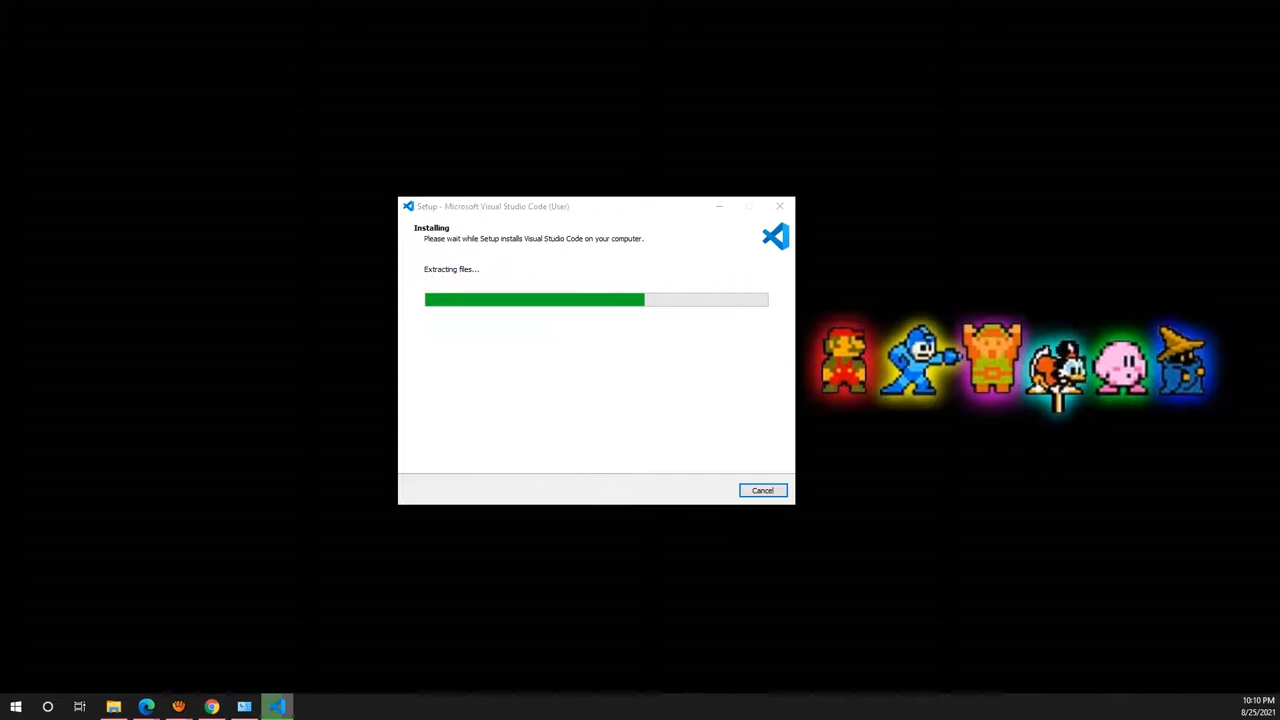 Setup - Microsoft Visual Studio Code (User)
Installing
Please wait while Setup installs Visual Studio Code on your computer.
Extracting files...
Cancel
10:10 PM
8/25/2021